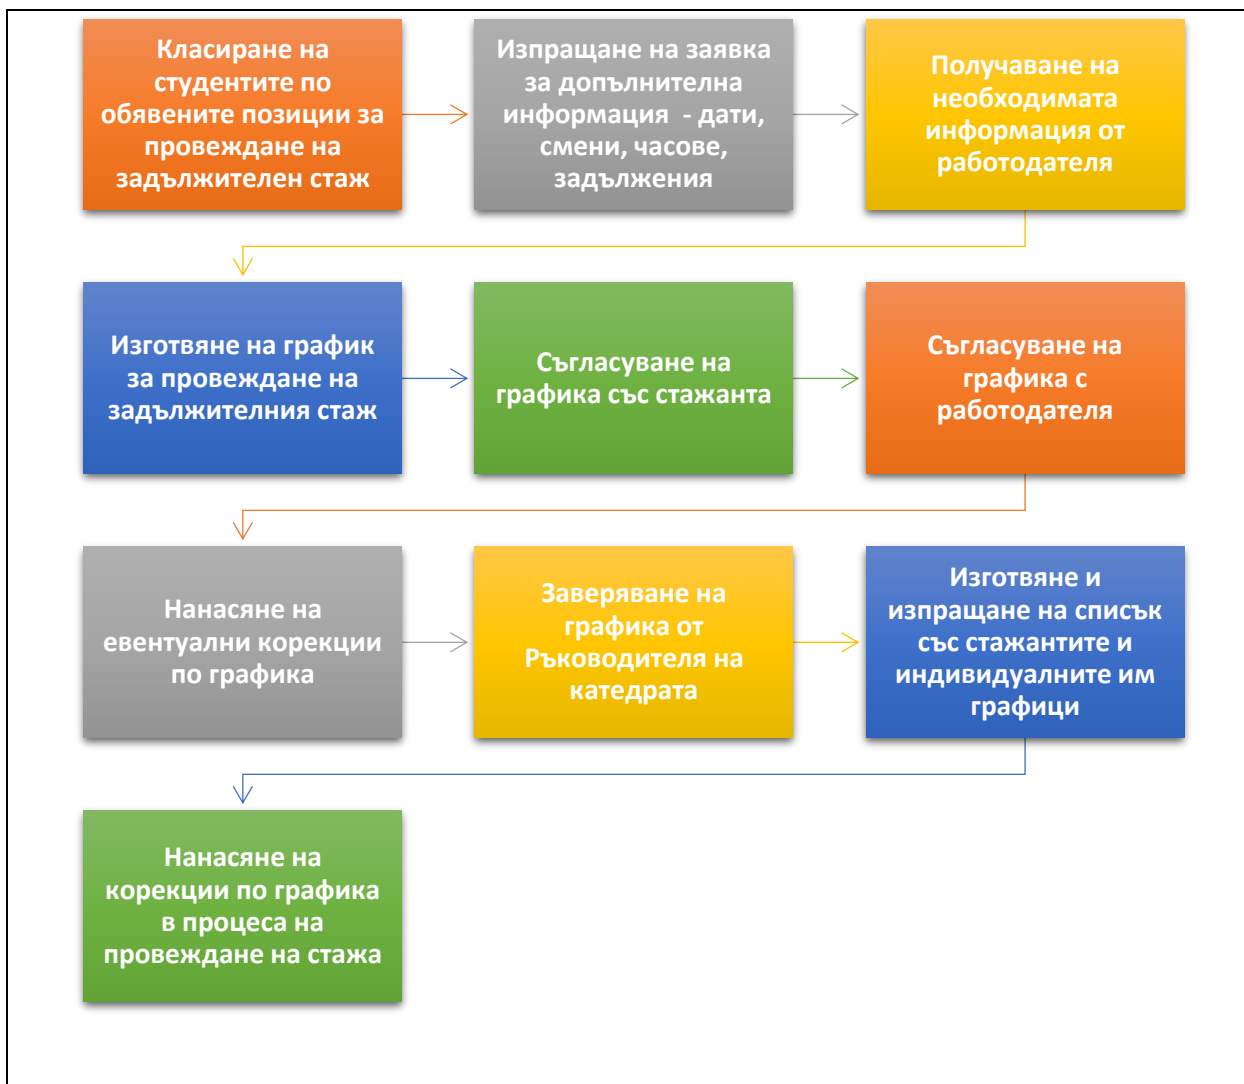 Класиране на
студентите по
обявените позиции за
провеждане на
задължителен стаж
Изпращане на заявка
за допълнителна
информация - дати,
смени, часове,
задължения
Получаване на
необходимата
информация от
работодателя
Изготвяне на график
за провеждане на
задължителния стаж
Съгласуване на
графика със стажанта
Съгласуване на
графика с
работодателя
Нанасяне на
евентуални корекции
по графика
Заверяване на
графика от
Ръководителя на
катедрата
Изготвяне и
изпращане на списък
със стажантите и
индивидуалните им
графици
Нанасяне на
корекции по графика
в процеса на
провеждане на стажа